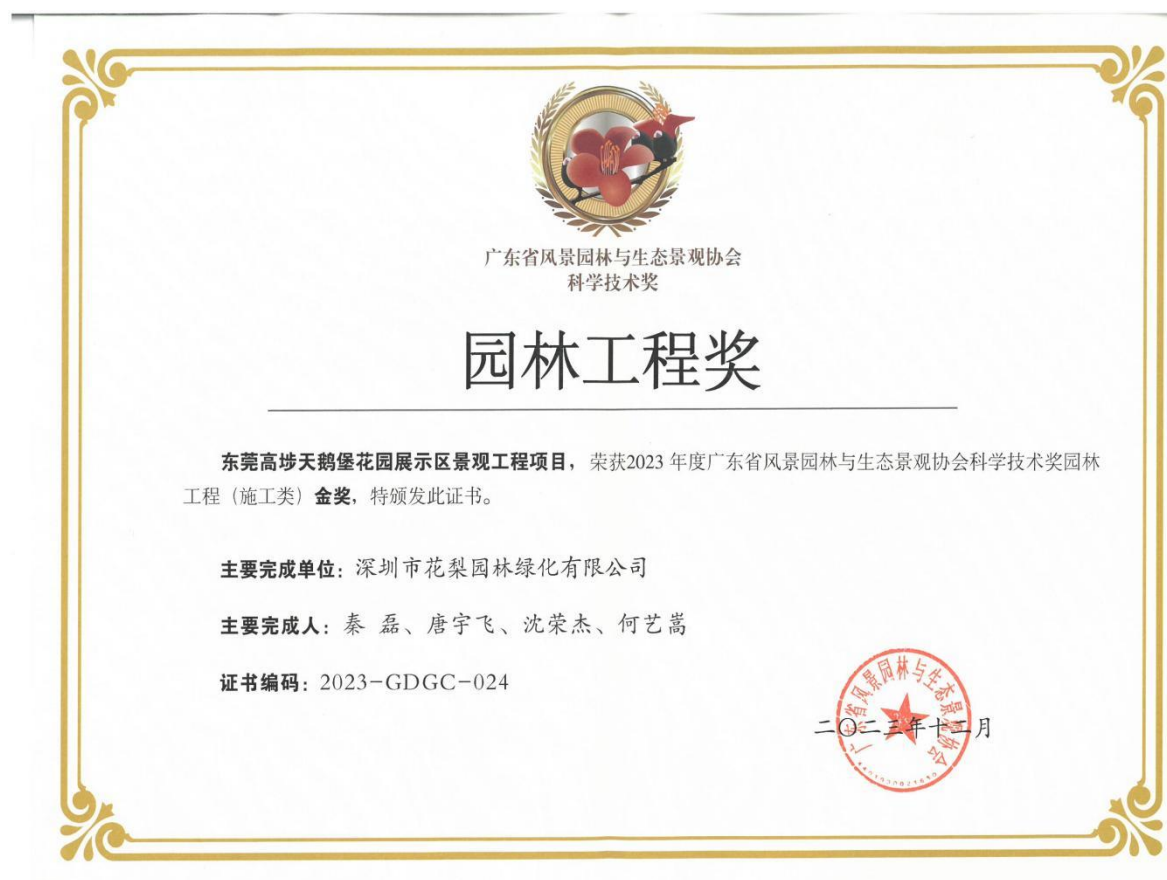 广东省风景园林与生态景观协会
科学技术奖
园林工程奖
东莞高埗天鹅堡花园展示区景观工程项目，荣获2023 年度广东省风景园林与生态景观协会科学技术奖园林
工程（施工类）金奖，特颁发此证书。
主要完成单位：深圳市花梨园林绿化有限公司
主要完成人：秦 磊、唐宇飞、沈荣杰、何艺嵩
证书编码：2023-GDGC-024
广东省风景园林与生态景观协会
二〇二三年十二月